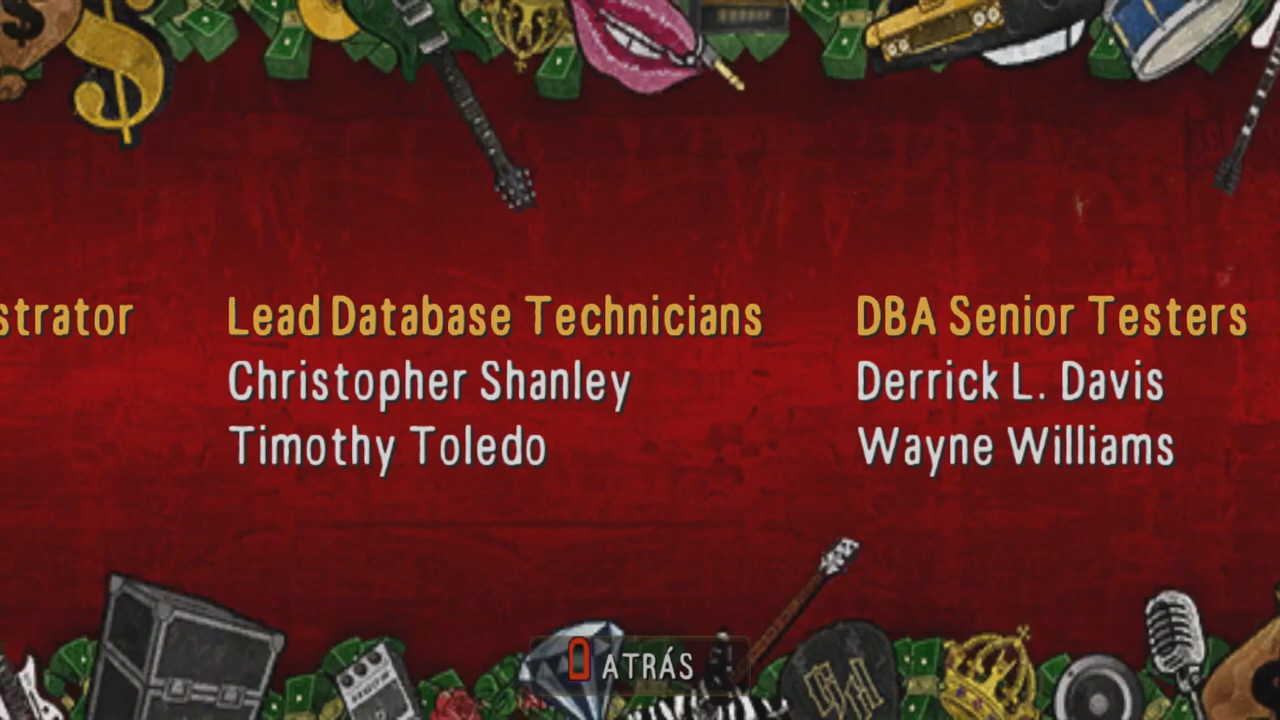 strator
Lead Database Technicians
Christopher Shanley
Timothy Toledo
DBA Senior Testers
Derrick L. Davis
Wayne Williams
ATRÁS